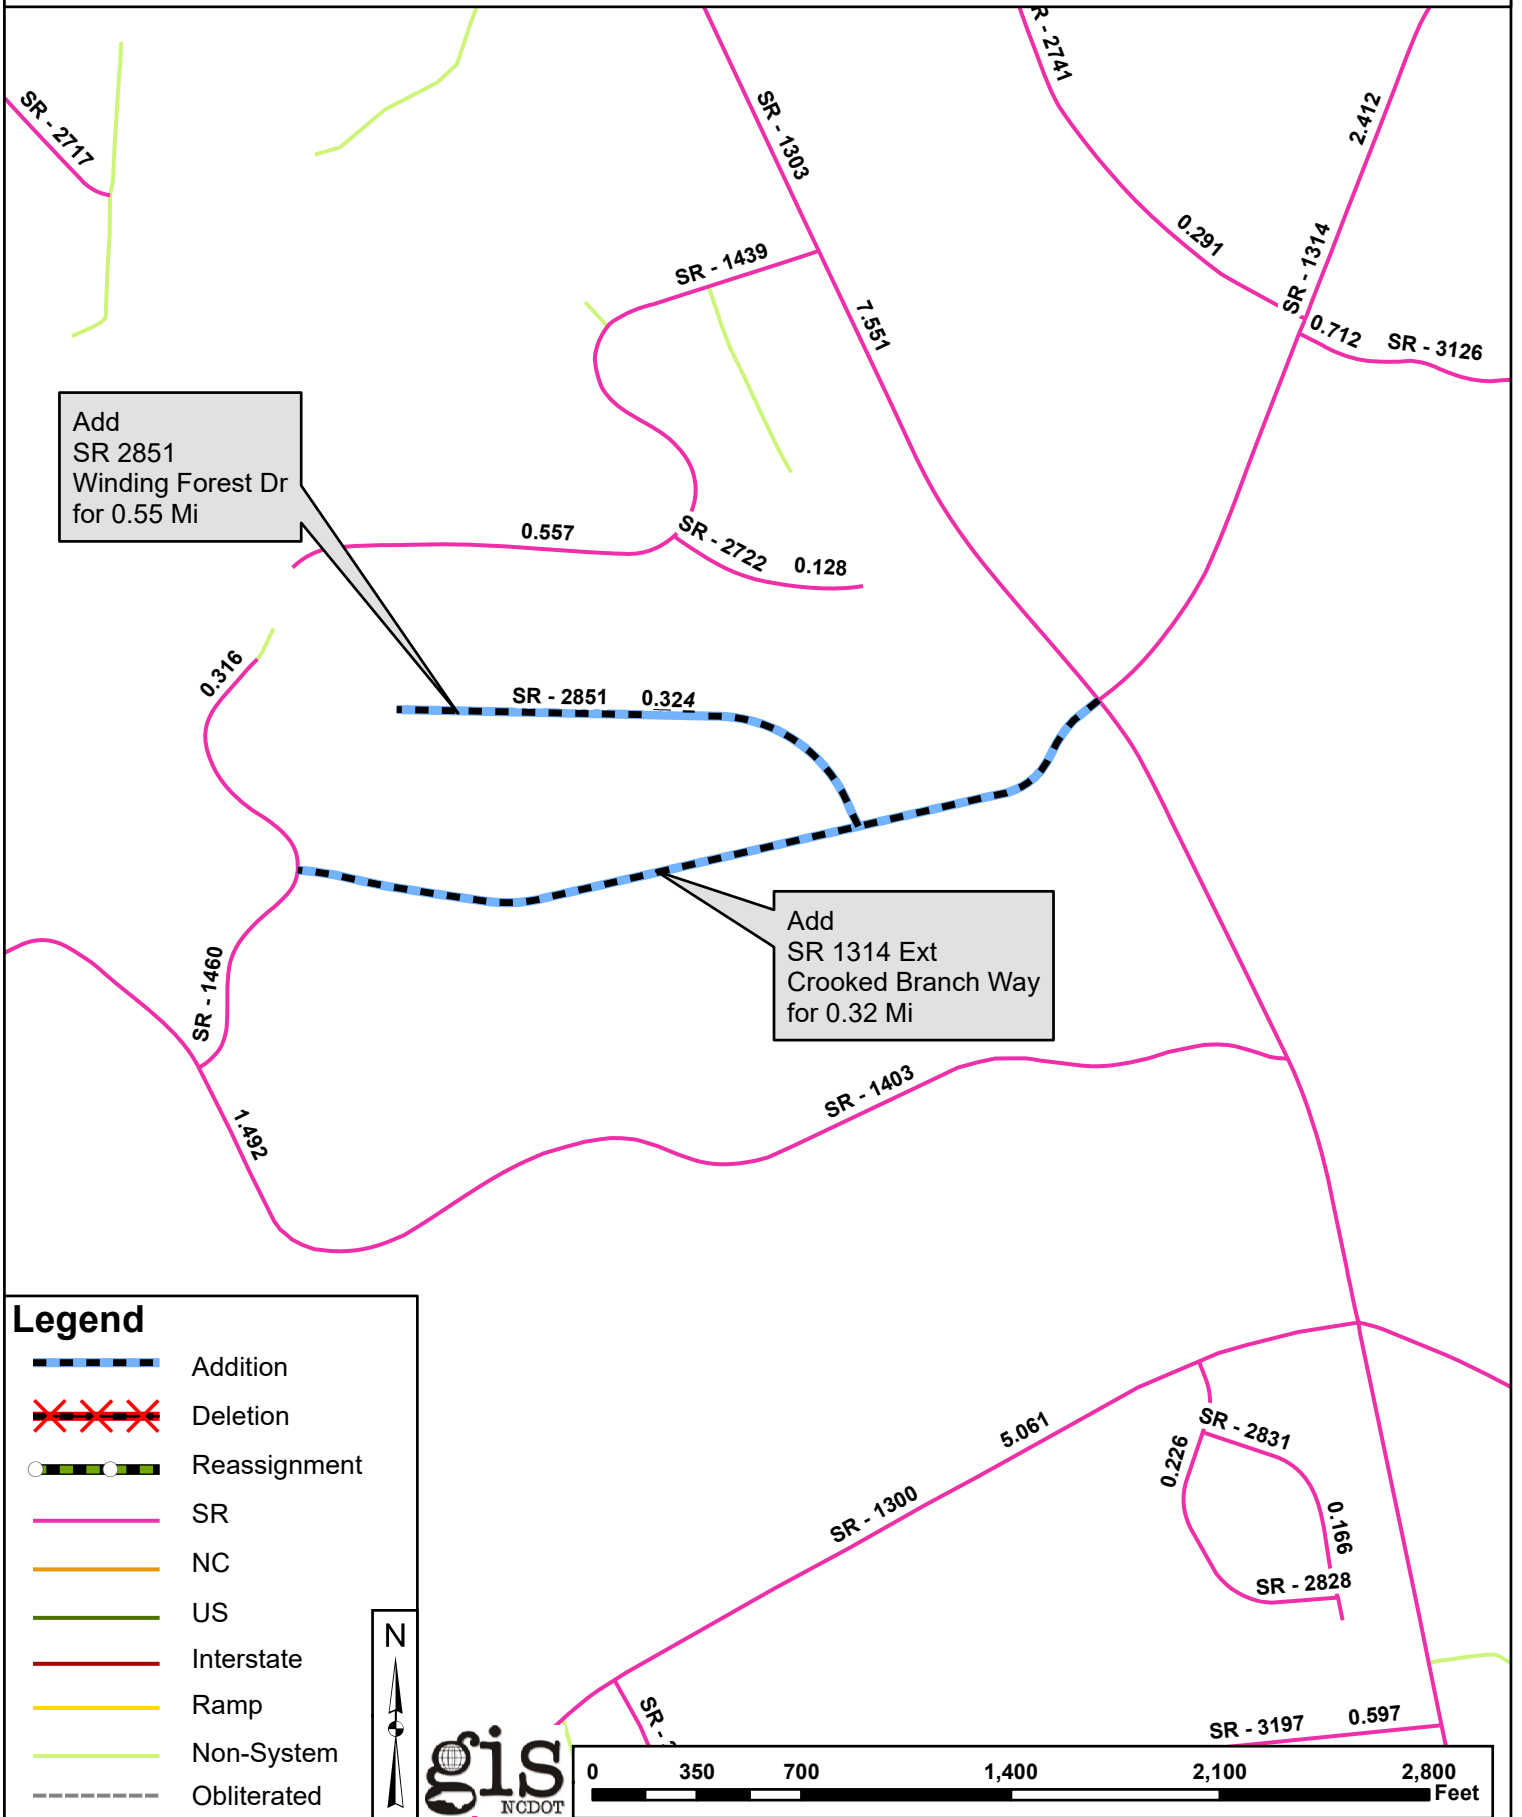 R - 2741
SR - 2717
SR - 1303
2.412
0.291
SR - 1314
SR - 1439
7.551
0.712
SR - 3126
Add
SR 2851
Winding Forest Dr
for 0.55 Mi
0.557
SR - 2722
0.128
0.316
SR - 2851
0.324
Add
SR 1314 Ext
Crooked Branch Way
for 0.32 Mi
SR - 1460
SR - 1403
1.492
Legend
Addition
Deletion
Reassignment
SR
NC
US
Interstate
Ramp
Non-System
Obliterated
N
5.061
SR - 2831
0.226
SR - 1300
0.166
SR - 2828
SR -
SR - 3197
0.597
gis
NCDOT
0 350 700 1,400 2,100 2,800
Feet